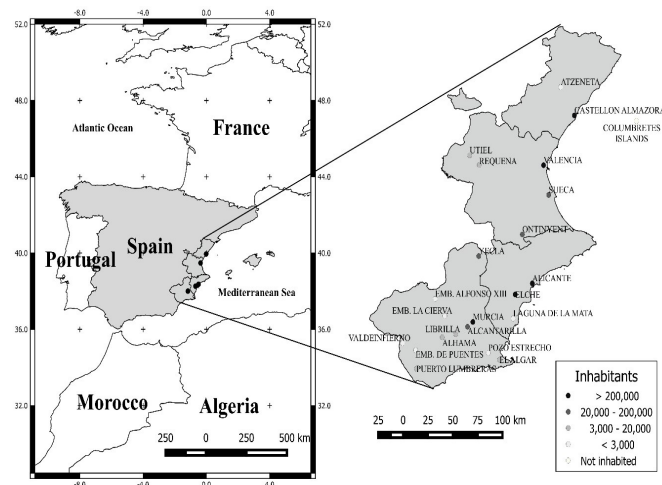 -8.0 -4.0 0.0 4.0
52.0 52.0
48.0 48.0
44.0 44.0
40.0 40.0
36.0 36.0
32.0 32.0
-8.0 -4.0 0.0 4.0
Atlantic Ocean
France
Portugal
Spain
Mediterranean Sea
Morocco
Algeria
250 0 250 500 km
ATZENETA
CASTELLON ALMAZORA
COLUMBRETES
ISLANDS
UTIEL
REQUENA
VALENCIA
SUECA
ONTINYENT
YECLA
ALICANTE
EMB. ALFONSO XIII
ELCHE
EMB. LA CIERVA
LAGUNA DE LA MATA
MURCIA
LIBRILLA
ALCANTARILLA
VALDEINFIERNO
ALHAMA
POZO ESTRECHO
EMB. DE PUENTES
EL ALGAR
PUERTO LUMBRERAS
25 0 25 50 75 100 km
Inhabitants
> 200,000
20,000 - 200,000
3,000 - 20,000
< 3,000
Not inhabited